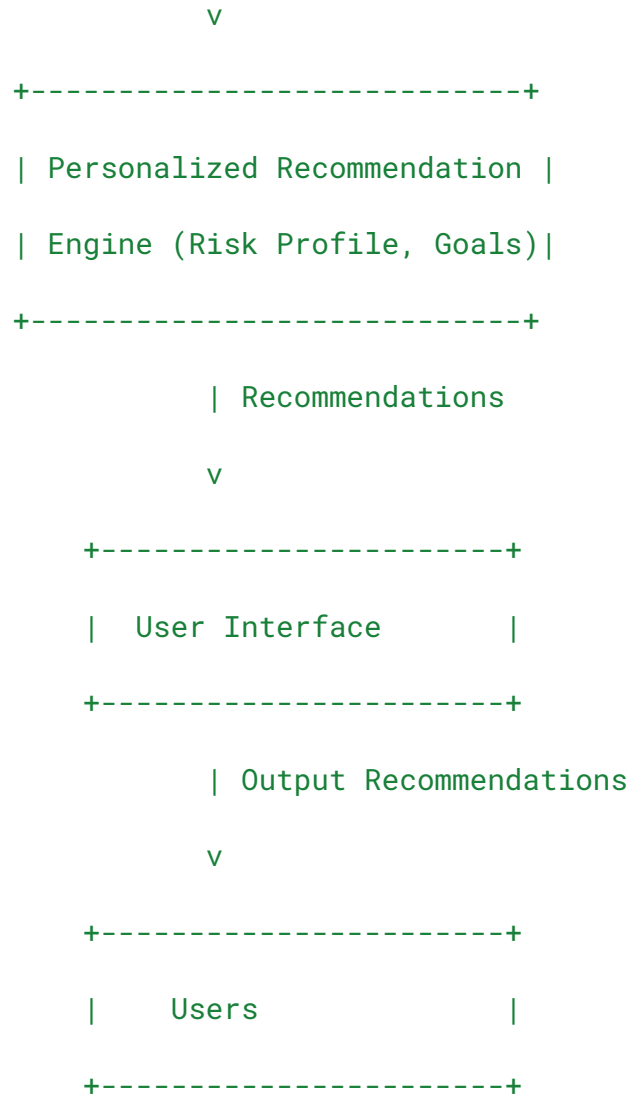 v
+----------------------------+
| Personalized Recommendation |
| Engine (Risk Profile, Goals)|
+----------------------------+
| Recommendations
v
+-----------------------+
| User Interface |
+-----------------------+
| Output Recommendations
v
+-----------------------+
| Users |
+-----------------------+